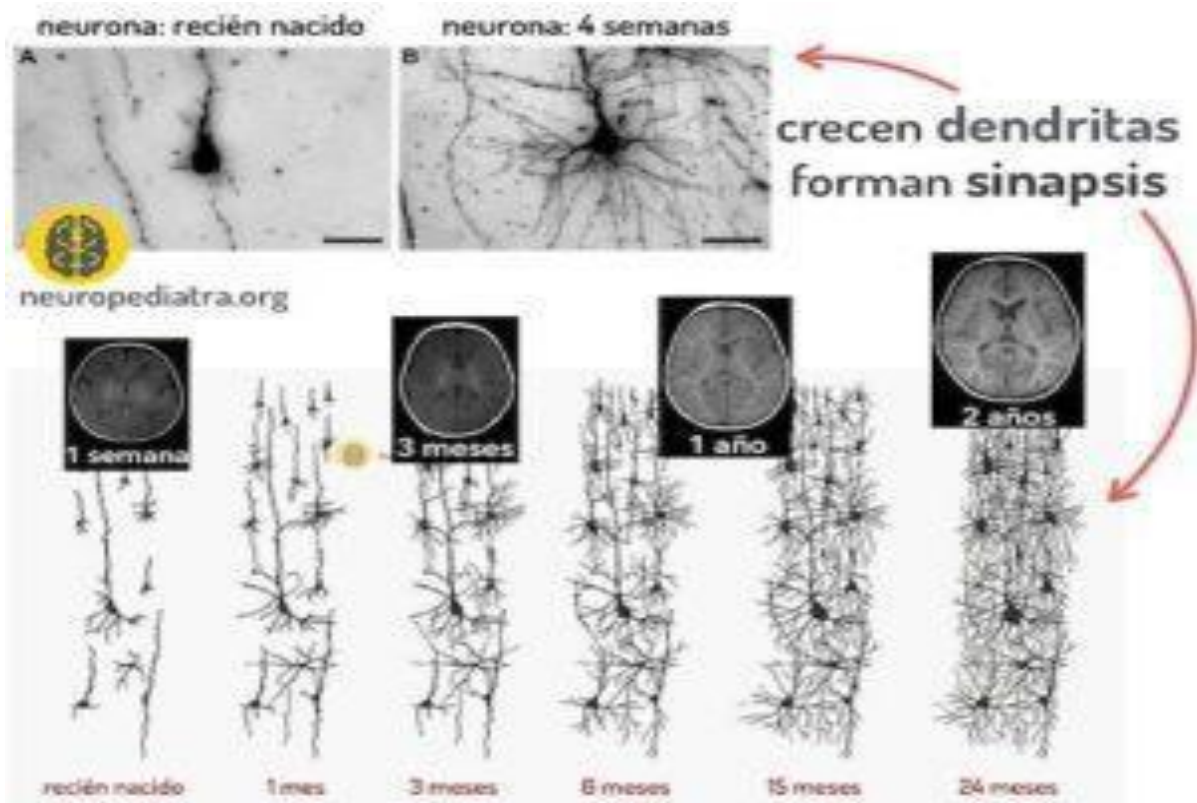 neurona: recién nacido
neurona: 4 semanas
A
B
crecen dendritas
forman sinapsis
neuropediatra.org
1 semana
3 meses
1 año
2 años
recién nacido
1 mes
3 meses
6 meses
15 meses
24 meses